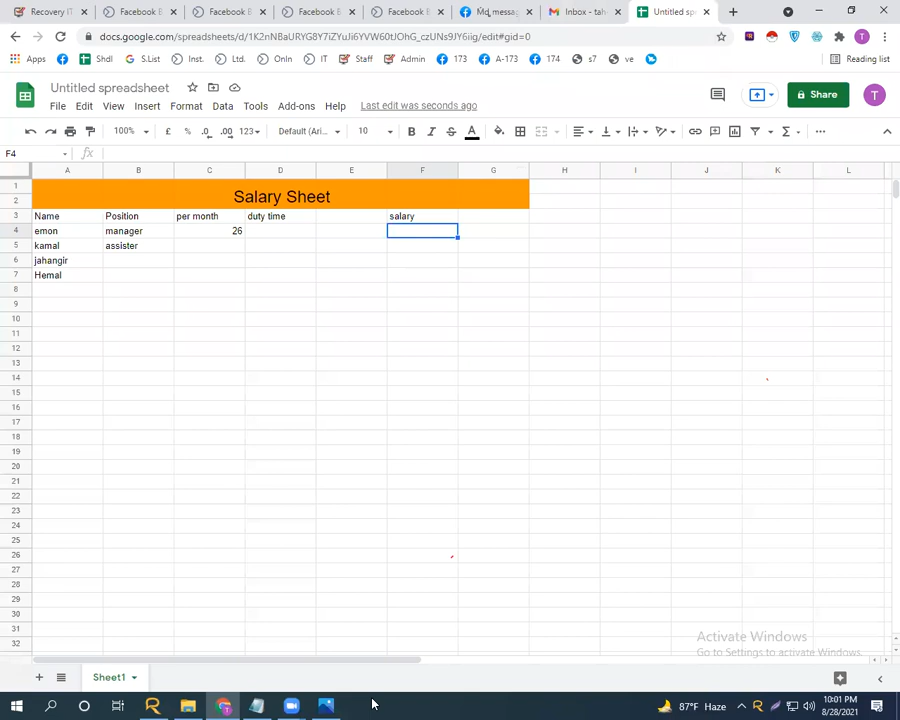 Recovery IT
Facebook B
Facebook B
Facebook B
Facebook B
Md. messag
Inbox - tah
Untitled sp
docs.google.com/spreadsheets/d/1K2nNBaURYG8Y7iZYuJi6YVW60tJOhG_czUNs9JY6iig/edit#gid=0
Apps Shdl S.List Inst. Ltd. OnIn IT Staff Admin 173 A-173 174 s7 ve Reading list
Untitled spreadsheet
File Edit View Insert Format Data Tools Add-ons Help Last edit was seconds ago
Share T
100% £ % .0 .00 123 Default (Ari... 10 B I S A
F4 fx
A B C D E F G H I J K L
1
2 Salary Sheet
3 Name Position per month duty time salary
4 emon manager 26
5 kamal assister
6 jahangir
7 Hemal
8
9
10
11
12
13
14
15
16
17
18
19
20
21
22
23
24
25
26
27
28
29
30
31
32
Activate Windows
Go to Settings to activate Windows.
Sheet1
87°F Haze
10:01 PM
8/28/2021